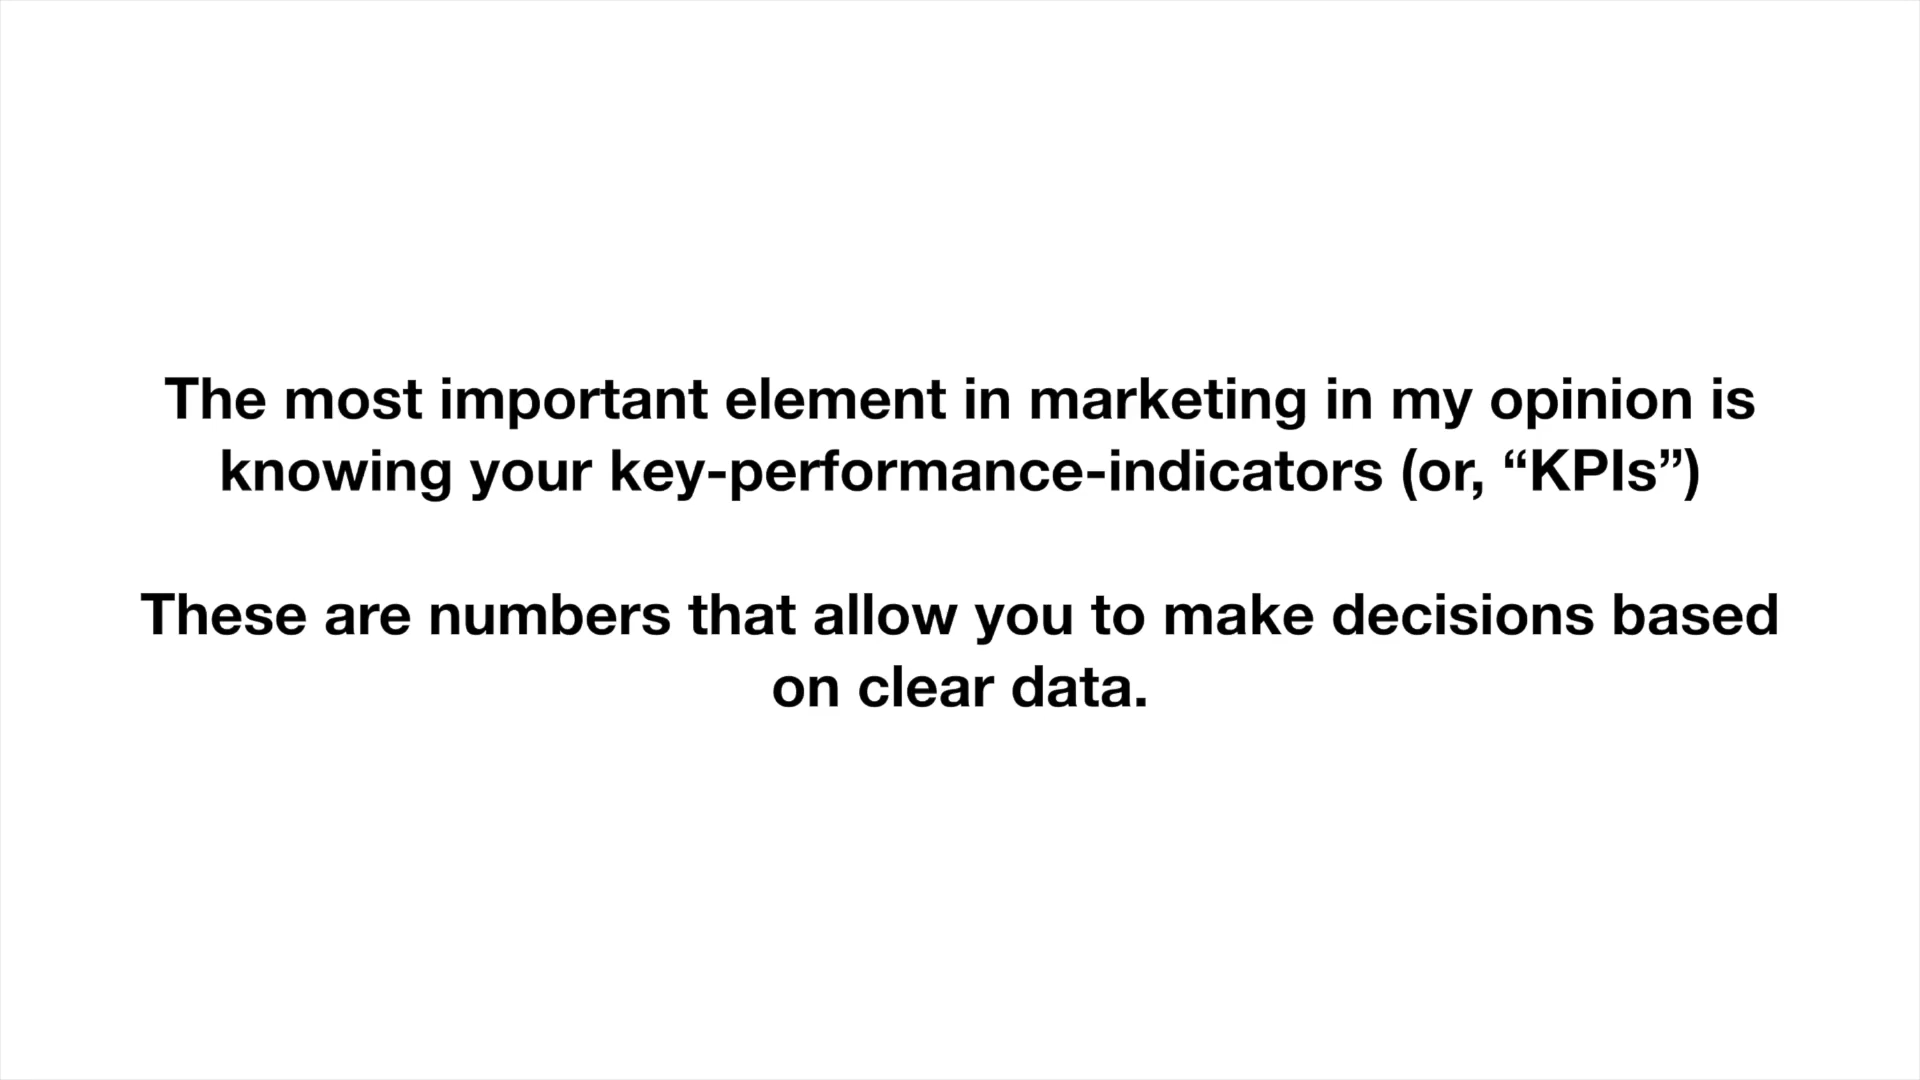 The most important element in marketing in my opinion is
knowing your key-performance-indicators (or, “KPIs”)
These are numbers that allow you to make decisions based
on clear data.